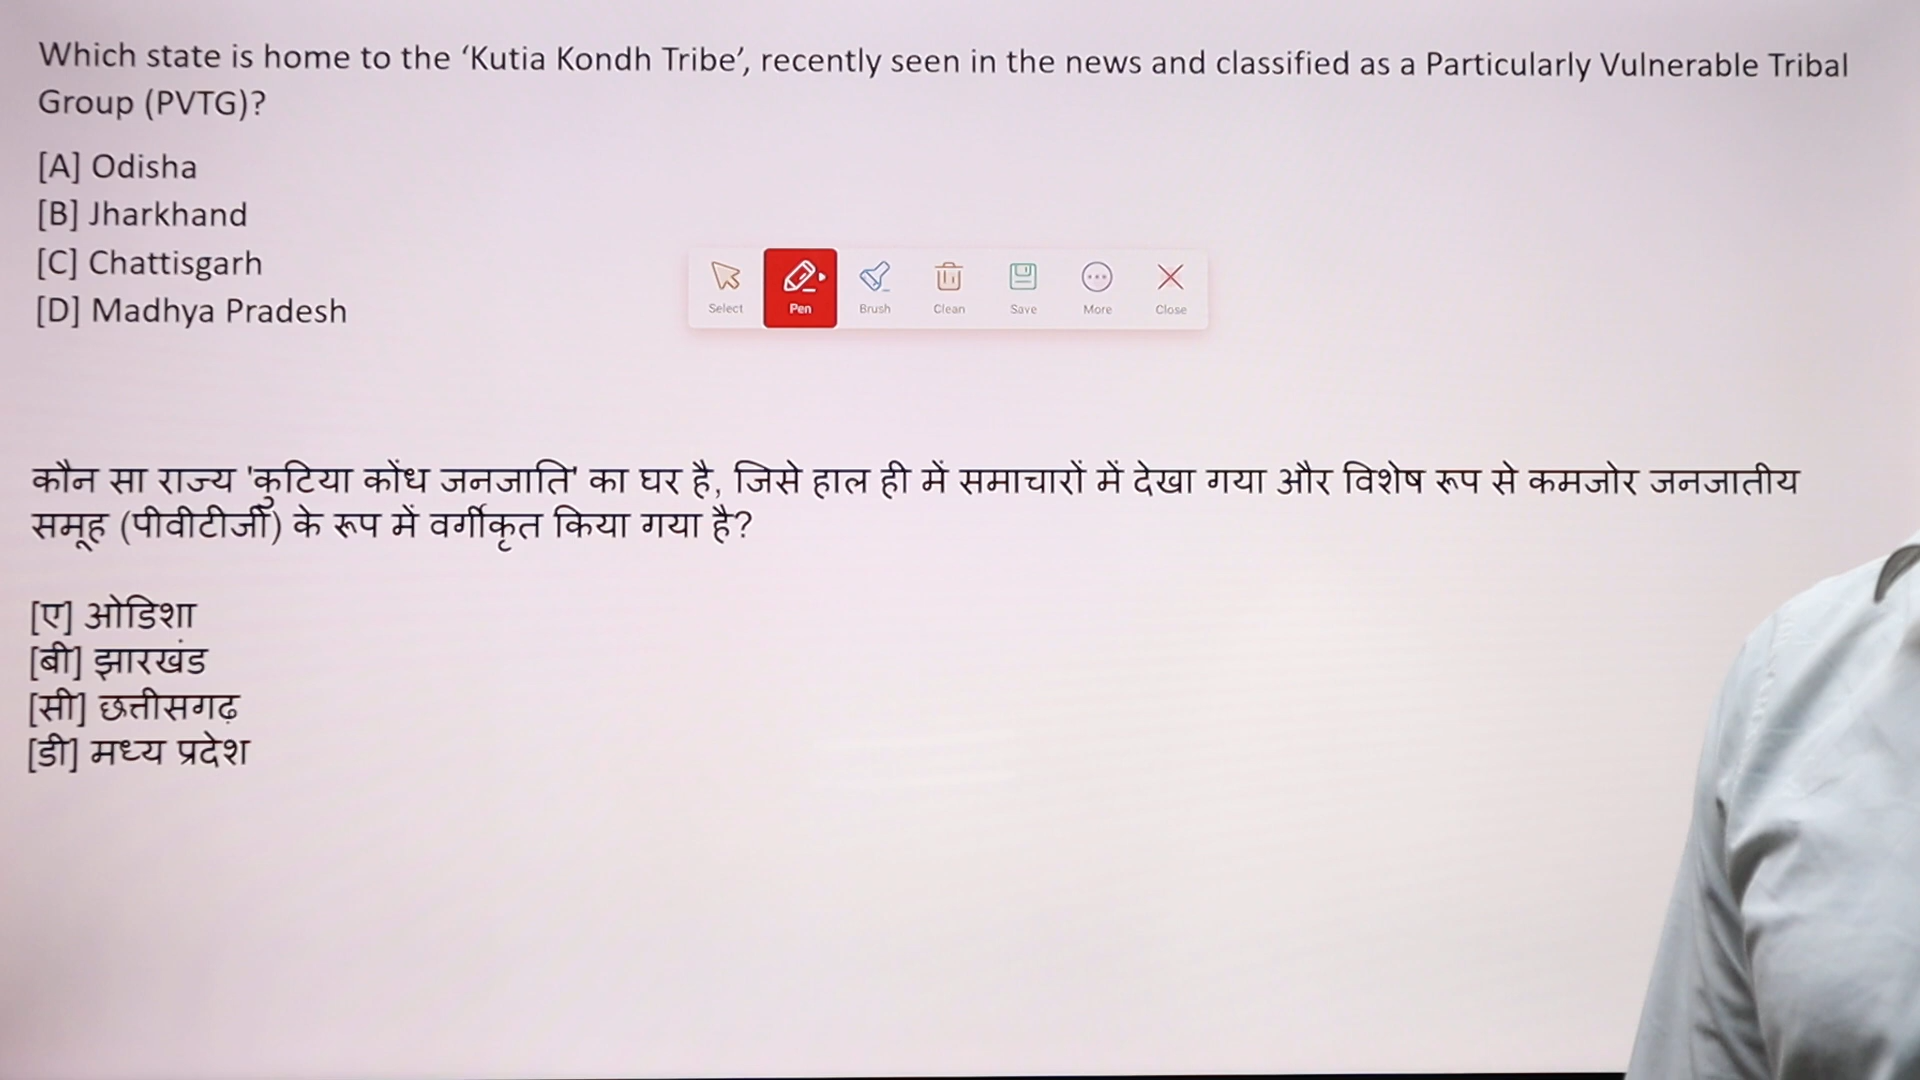 Which state is home to the ‘Kutia Kondh Tribe’, recently seen in the news and classified as a Particularly Vulnerable Tribal
Group (PVTG)?
[A] Odisha
[B] Jharkhand
[C] Chattisgarh
[D] Madhya Pradesh
Select Pen Brush Clean Save More Close
कौन सा राज्य 'कुटिया कोंध जनजाति' का घर है, जिसे हाल ही में समाचारों में देखा गया और विशेष रूप से कमजोर जनजातीय
समूह (पीवीटीजी) के रूप में वर्गीकृत किया गया है?
[ए] ओडिशा
[बी] झारखंड
[सी] छत्तीसगढ़
[डी] मध्य प्रदेश